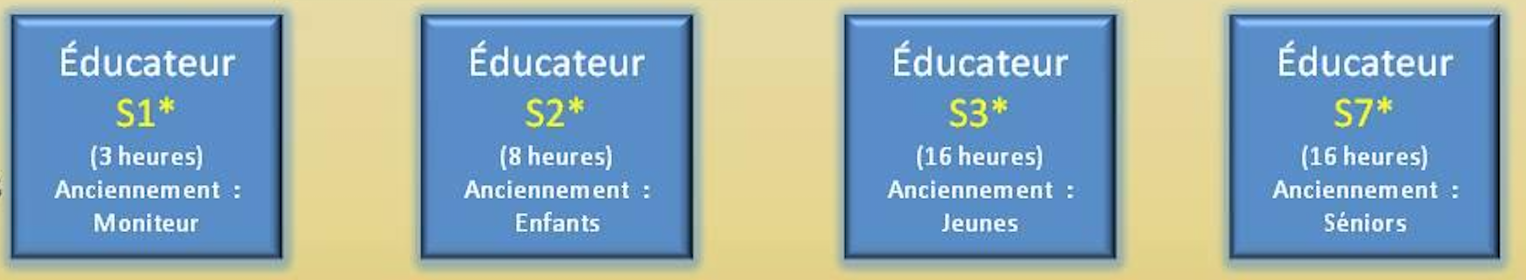 Éducateur
S1*
(3 heures)
Anciennement :
Moniteur
Éducateur
S2*
(8 heures)
Anciennement :
Enfants
Éducateur
S3*
(16 heures)
Anciennement :
Jeunes
Éducateur
S7*
(16 heures)
Anciennement :
Séniors